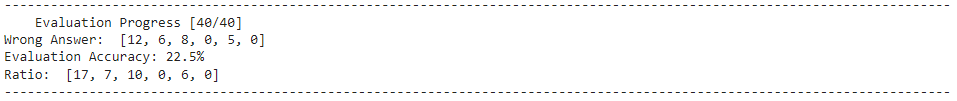 --------------------------------------------------------------------------------------------------------------------------------
Evaluation Progress [40/40]
Wrong Answer:  [12, 6, 8, 0, 5, 0]
Evaluation Accuracy: 22.5%
Ratio:  [17, 7, 10, 0, 6, 0]
--------------------------------------------------------------------------------------------------------------------------------